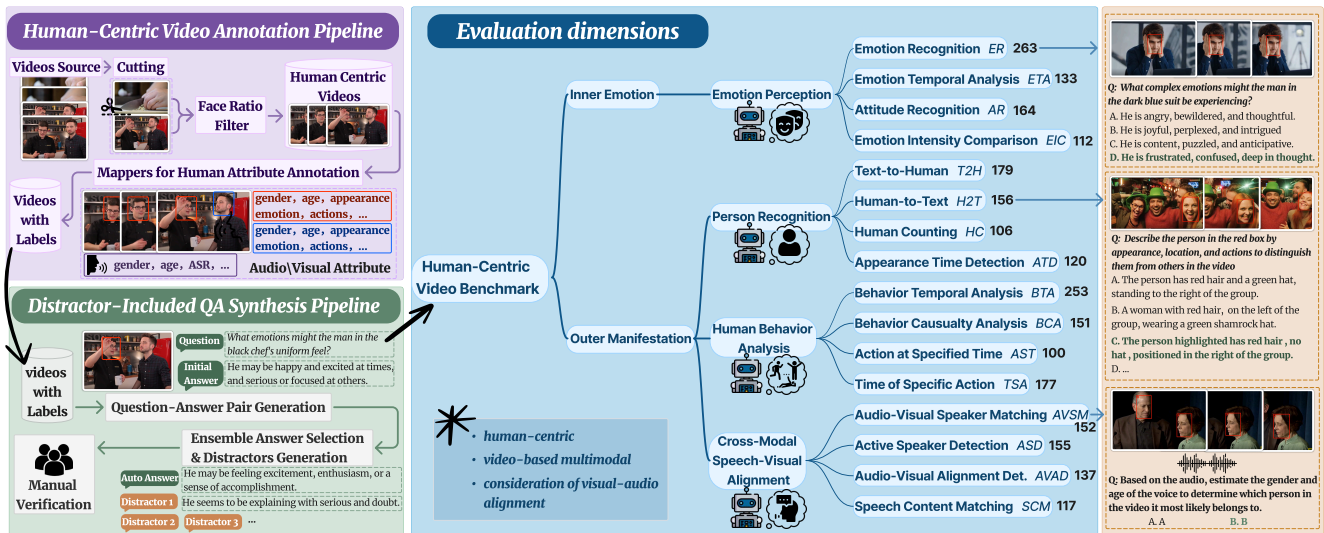 Human-Centric Video Annotation Pipeline
Videos Source
Cutting
Face Ratio
Filter
Human Centric
Videos
Mappers for Human Attribute Annotation
Videos
with
Labels
gender, age, appearance
emotion, actions, ...
gender, age, appearance
emotion, actions, ...
gender, age, ASR, ...
Audio\Visual Attribute
Distractor-Included QA Synthesis Pipeline
videos
with
Labels
Question
What emotions might the man in the
black chef's uniform feel?
Initial
Answer
He may be happy and excited at times,
and serious or focused at others.
Question-Answer Pair Generation
Ensemble Answer Selection
& Distractors Generation
Manual
Verification
Auto Answer
He may be feeling excitement, enthusiasm, or a
sense of accomplishment.
Distractor 1
He seems to be explaining with serious and doubt.
Distractor 2
Distractor 3
...
Evaluation dimensions
Human-Centric
Video Benchmark
Inner Emotion
Outer Manifestation
Emotion Perception
Emotion Recognition ER 263
Emotion Temporal Analysis ETA 133
Attitude Recognition AR 164
Emotion Intensity Comparison EIC 112
Person Recognition
Text-to-Human T2H 179
Human-to-Text H2T 156
Human Counting HC 106
Appearance Time Detection ATD 120
Human Behavior
Analysis
Behavior Temporal Analysis BTA 253
Behavior Causualty Analysis BCA 151
Action at Specified Time AST 100
Time of Specific Action TSA 177
Cross-Modal
Speech-Visual
Alignment
Audio-Visual Speaker Matching AVSM
152
Active Speaker Detection ASD 155
Audio-Visual Alignment Det. AVAD 137
Speech Content Matching SCM 117
• human-centric
• video-based multimodal
• consideration of visual-audio
alignment
Q: What complex emotions might the man in
the dark blue suit be experiencing?
A. He is angry, bewildered, and thoughtful.
B. He is joyful, perplexed, and intrigued
C. He is content, puzzled, and anticipative.
D. He is frustrated, confused, deep in thought.
Q: Describe the person in the red box by
appearance, location, and actions to distinguish
them from others in the video
A. The person has red hair and a green hat,
standing to the right of the group.
B. A woman with red hair, on the left of the
group, wearing a green shamrock hat.
C. The person highlighted has red hair , no
hat , positioned in the right of the group.
D. ...
Q: Based on the audio, estimate the gender and
age of the voice to determine which person in
the video it most likely belongs to.
A. A
B. B